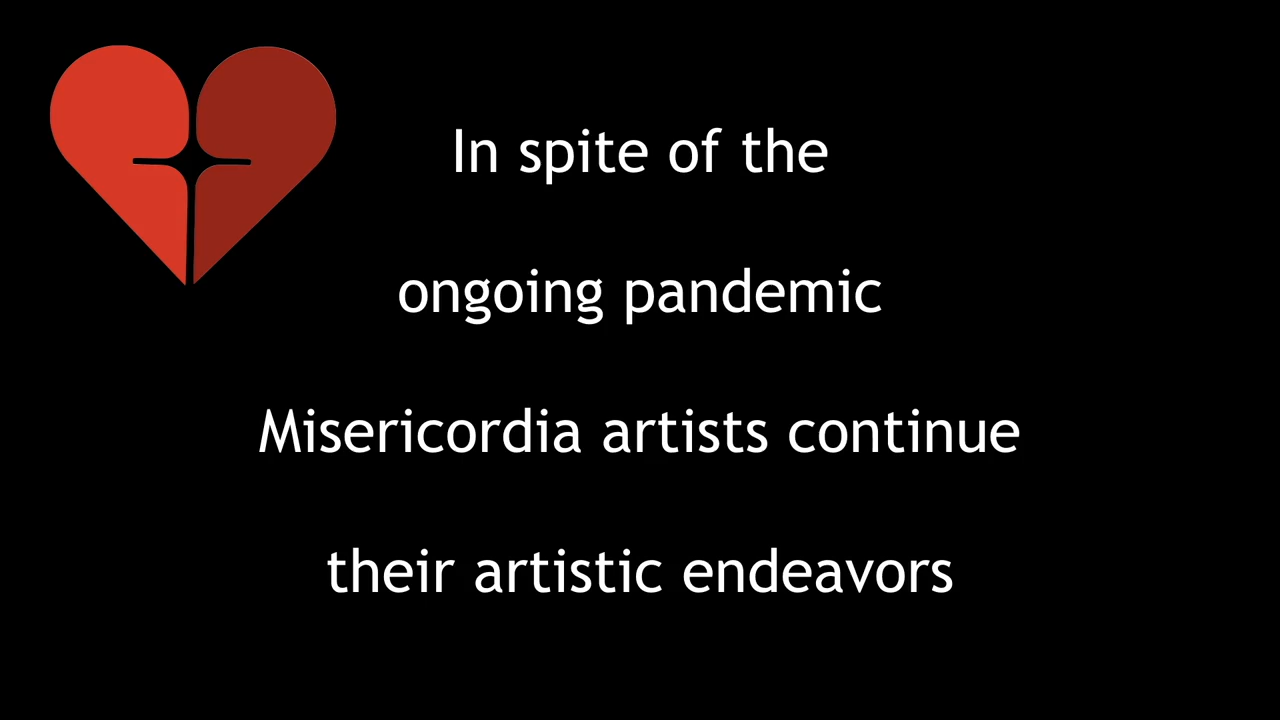 In spite of the
ongoing pandemic
Misericordia artists continue
their artistic endeavors